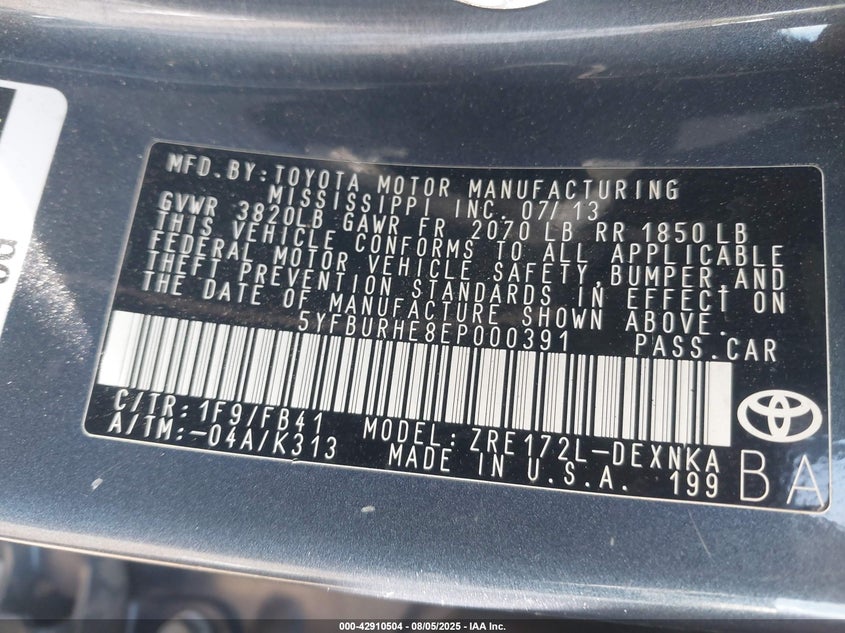 MFD.BY:TOYOTA MOTOR MANUFACTURING
MISSISSIPPI INC. 07/13
GVWR 3820LB GAWR FR 2070 LB RR 1850 LB
THIS VEHICLE CONFORMS TO ALL APPLICABLE
FEDERAL MOTOR VEHICLE SAFETY,BUMPER,AND
THEFT PREVENTION STANDARDS IN EFFECT ON
THE DATE OF MANUFACTURE SHOWN ABOVE.
5YFBURHE8EP000391 PASS.CAR
C/TR:1F9/FB41 MODEL:ZRE172L-DEXNKA
A/TM:-04A/K313 MADE IN U.S.A. 199
BA
000-42910504 - 08/05/2025 - IAA Inc.